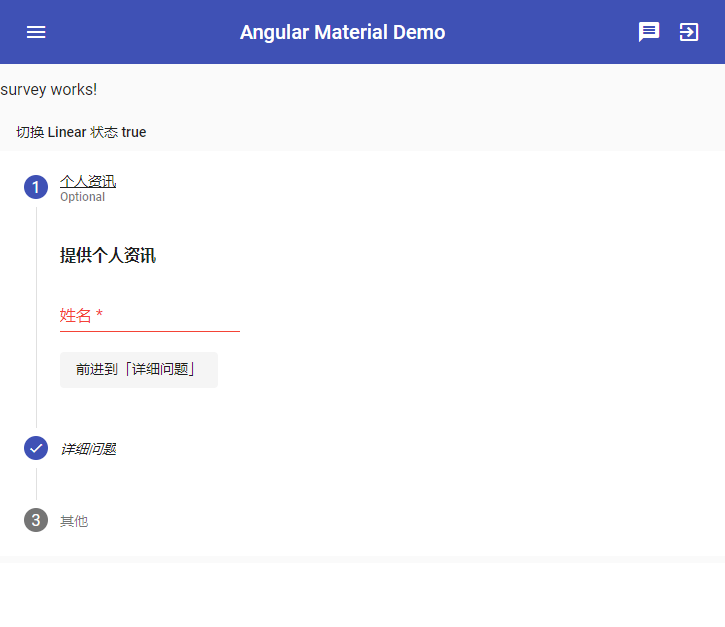 Angular Material Demo
survey works!
切换 Linear 状态 true
1 个人资讯
Optional
提供个人资讯
姓名 *
前进到「详细问题」
详细问题
3 其他